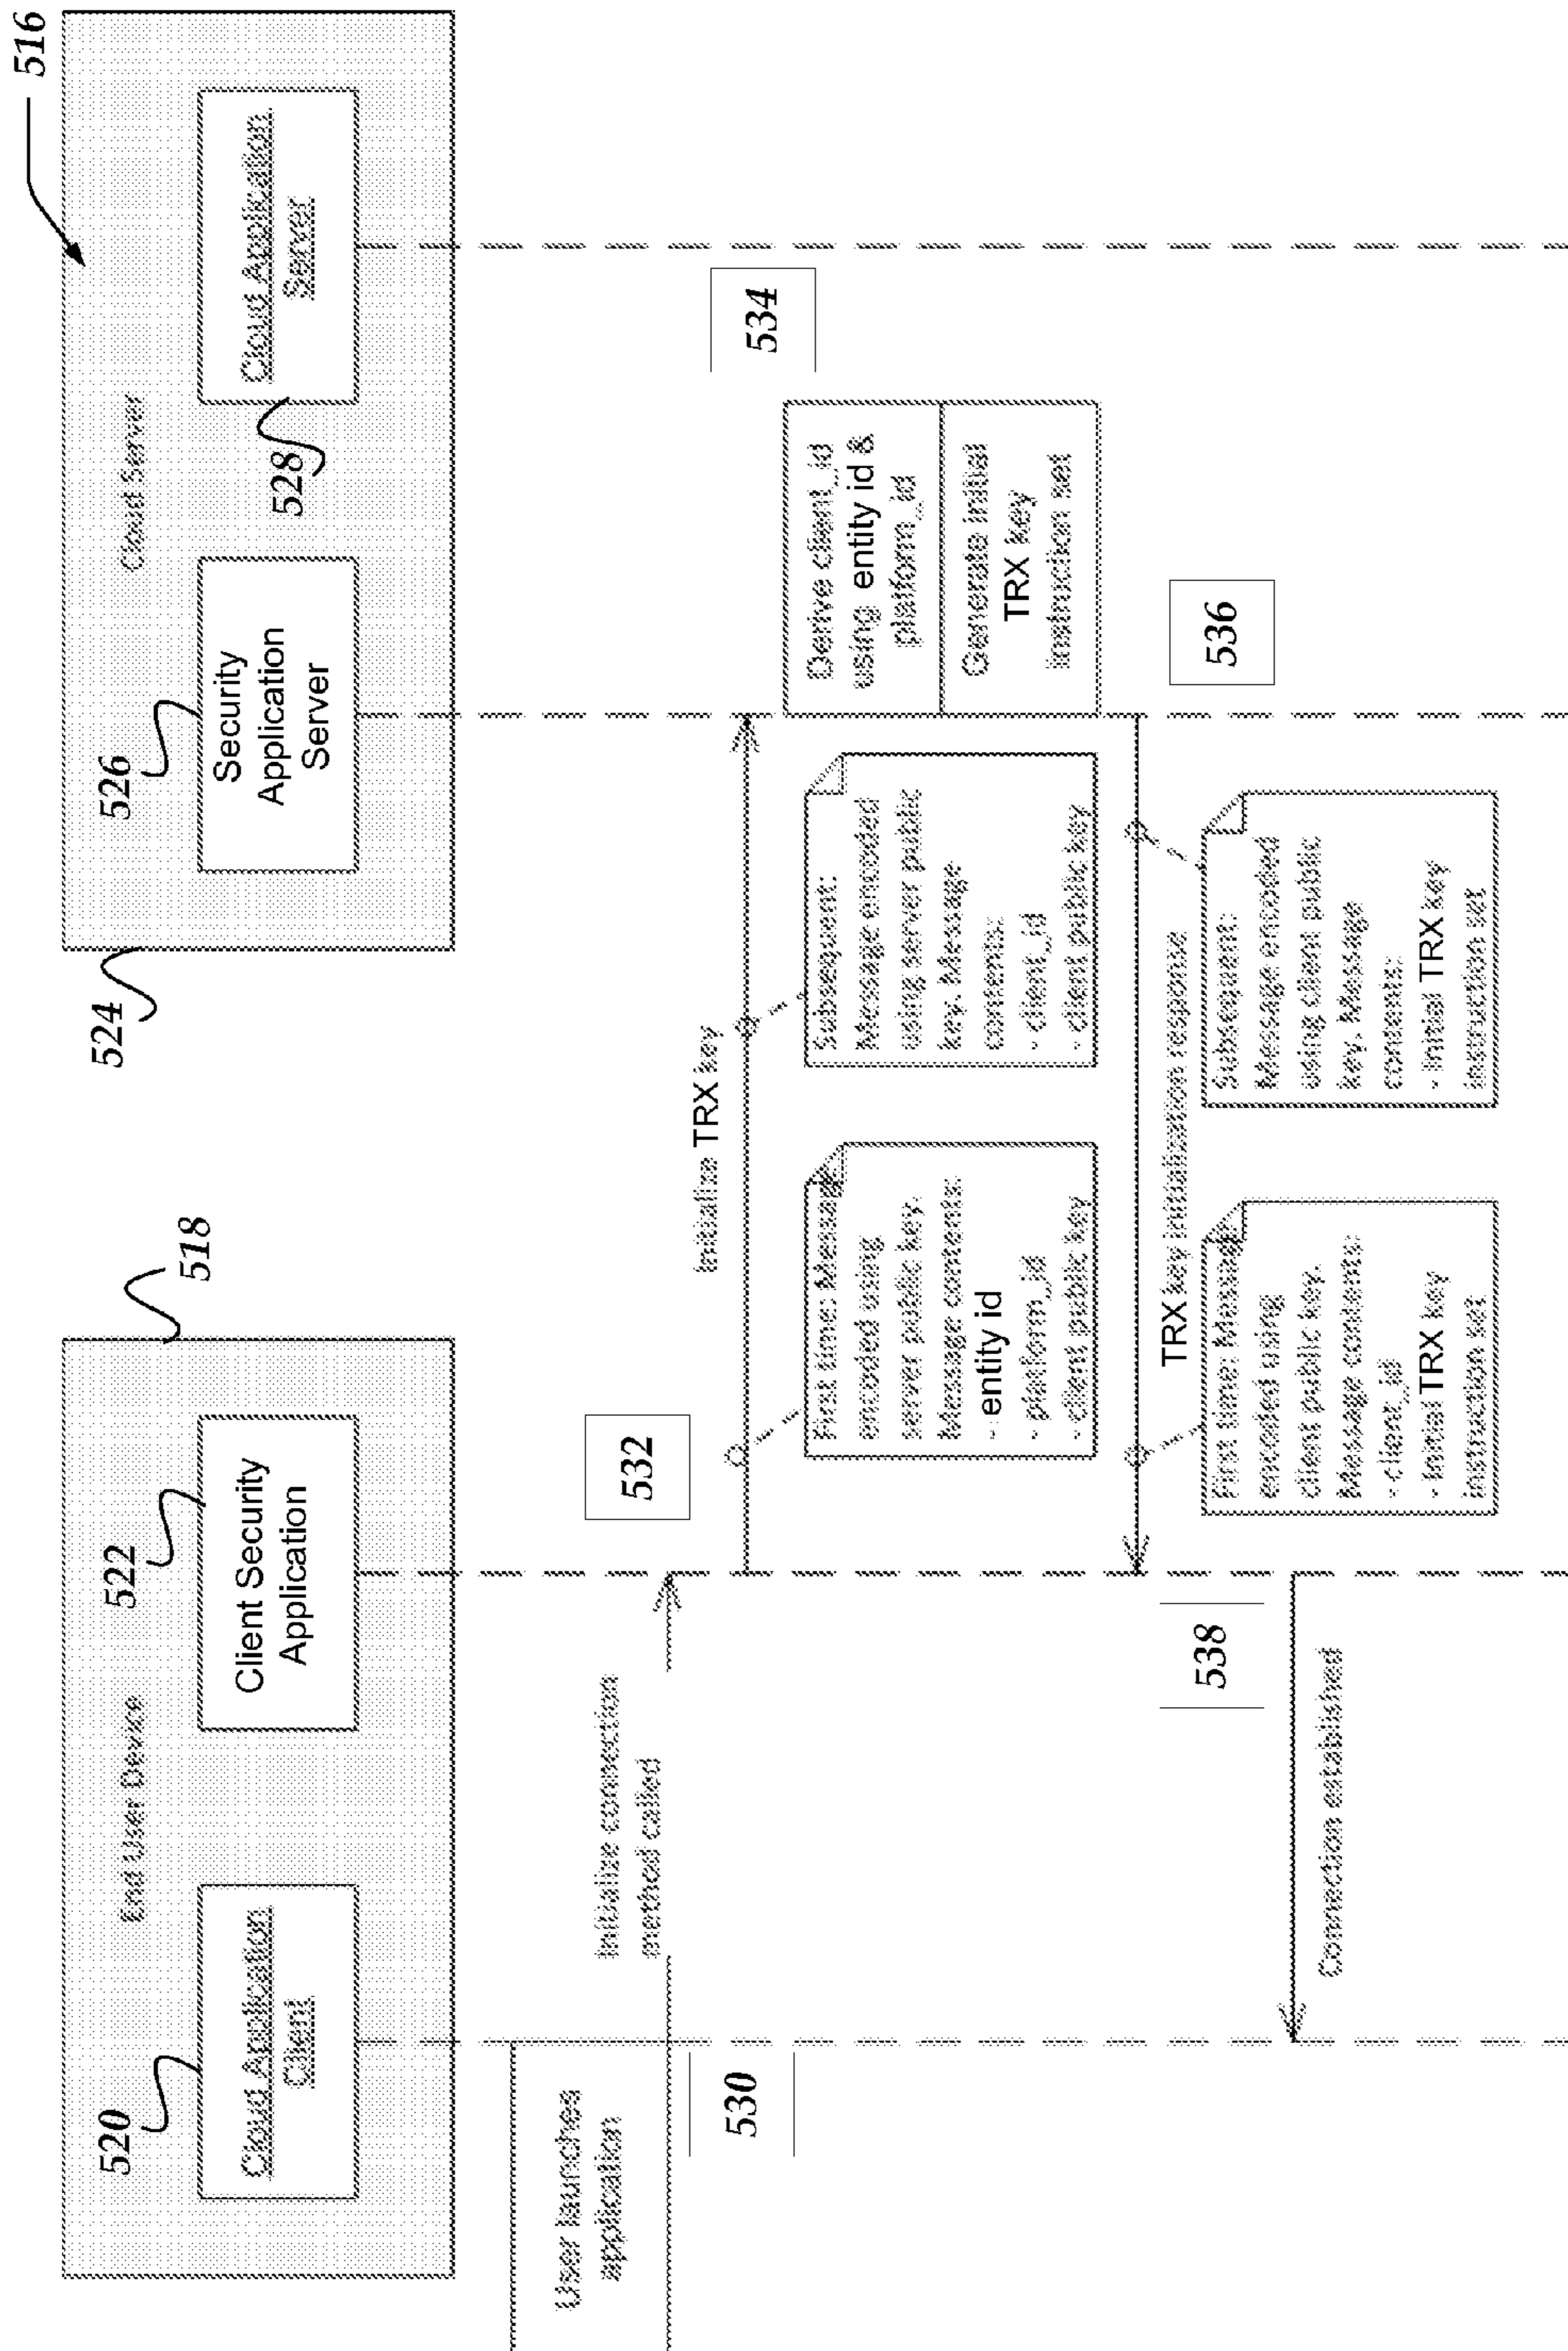 516
End User Device
Cloud Server
520
Cloud Application
Client
522
Client Security
Application
518
524
526
Security
Application
Server
528
Cloud Application
Server
User launches
application
530
Initialize connection
method called
532
Initialize TRX key
First time: Message
encoded using
server public key.
Message contents:
- entity id
- platform_id
- client public key
Subsequent:
Message encoded
using server public
key. Message
contents:
- client_id
- client public key
534
Derive client_id
using entity id &
platform_id
Generate initial
TRX key
instruction set
536
TRX key initialization response
First time: Message
encoded using
client public key.
Message contents:
- client_id
- Initial TRX key
instruction set
Subsequent:
Message encoded
using client public
key. Message
contents:
- Initial TRX key
instruction set
538
Connection established